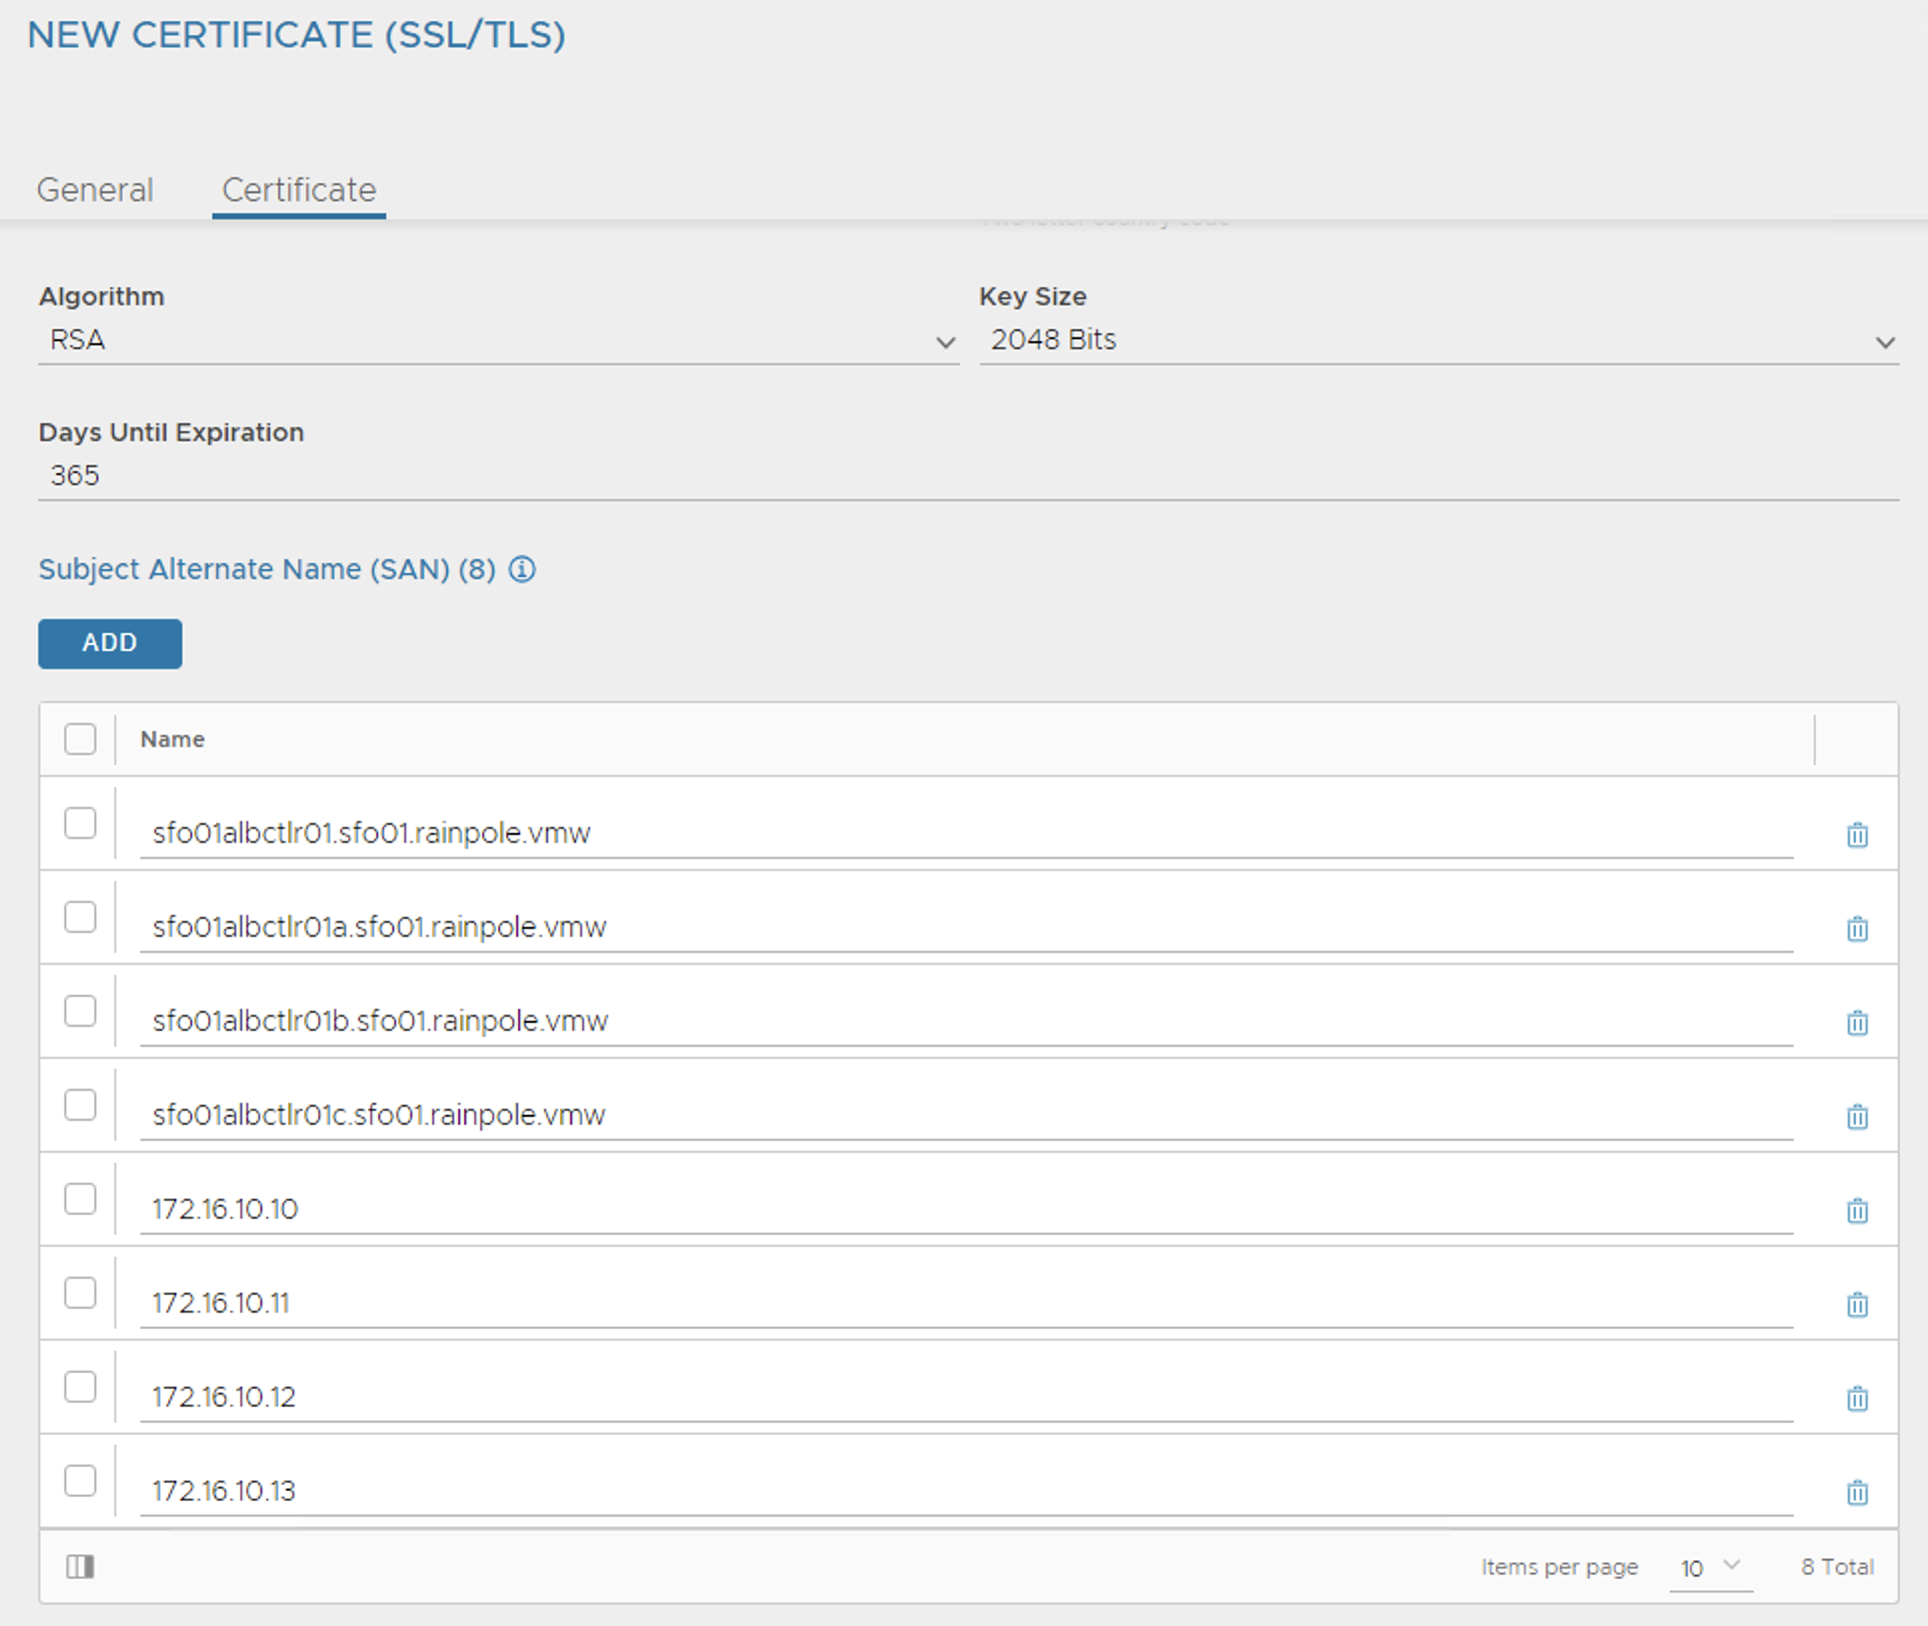 NEW CERTIFICATE (SSL/TLS)
General Certificate
Algorithm Key Size
RSA 2048 Bits
Days Until Expiration
365
Subject Alternate Name (SAN) (8)
ADD
Name
sfo01albctlr01.sfo01.rainpole.vmw
sfo01albctlr01a.sfo01.rainpole.vmw
sfo01albctlr01b.sfo01.rainpole.vmw
sfo01albctlr01c.sfo01.rainpole.vmw
172.16.10.10
172.16.10.11
172.16.10.12
172.16.10.13
Items per page 10 8 Total